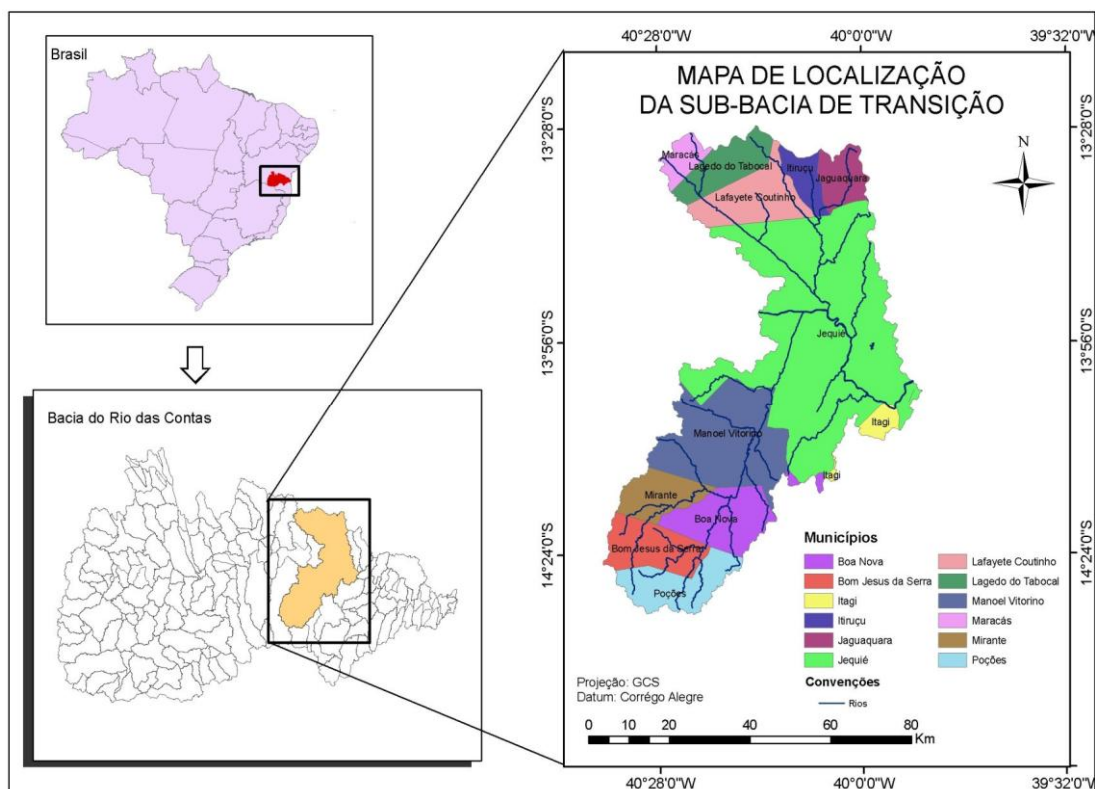 Brasil
Bacia do Rio das Contas
40°28'0"W 40°0'0"W 39°32'0"W
MAPA DE LOCALIZAÇÃO
DA SUB-BACIA DE TRANSIÇÃO
N
13°28'0"S
13°28'0"S
Maracás
Lagedo do Tabocal
Itiruçu
Jaguaquara
Lafayete Coutinho
13°56'0"S
13°56'0"S
Jequié
Itagi
Manoel Vitorino
Itagi
Mirante
Boa Nova
Bom Jesus da Serra
Poções
14°24'0"S
14°24'0"S
Municípios
Boa Nova
Bom Jesus da Serra
Itagi
Itiruçu
Jaguaquara
Jequié
Lafayete Coutinho
Lagedo do Tabocal
Manoel Vitorino
Maracás
Mirante
Poções
Convenções
Rios
Projeção: GCS
Datum: Corrégo Alegre
0 5 10 20 40 60 80
Km
40°28'0"W 40°0'0"W 39°32'0"W